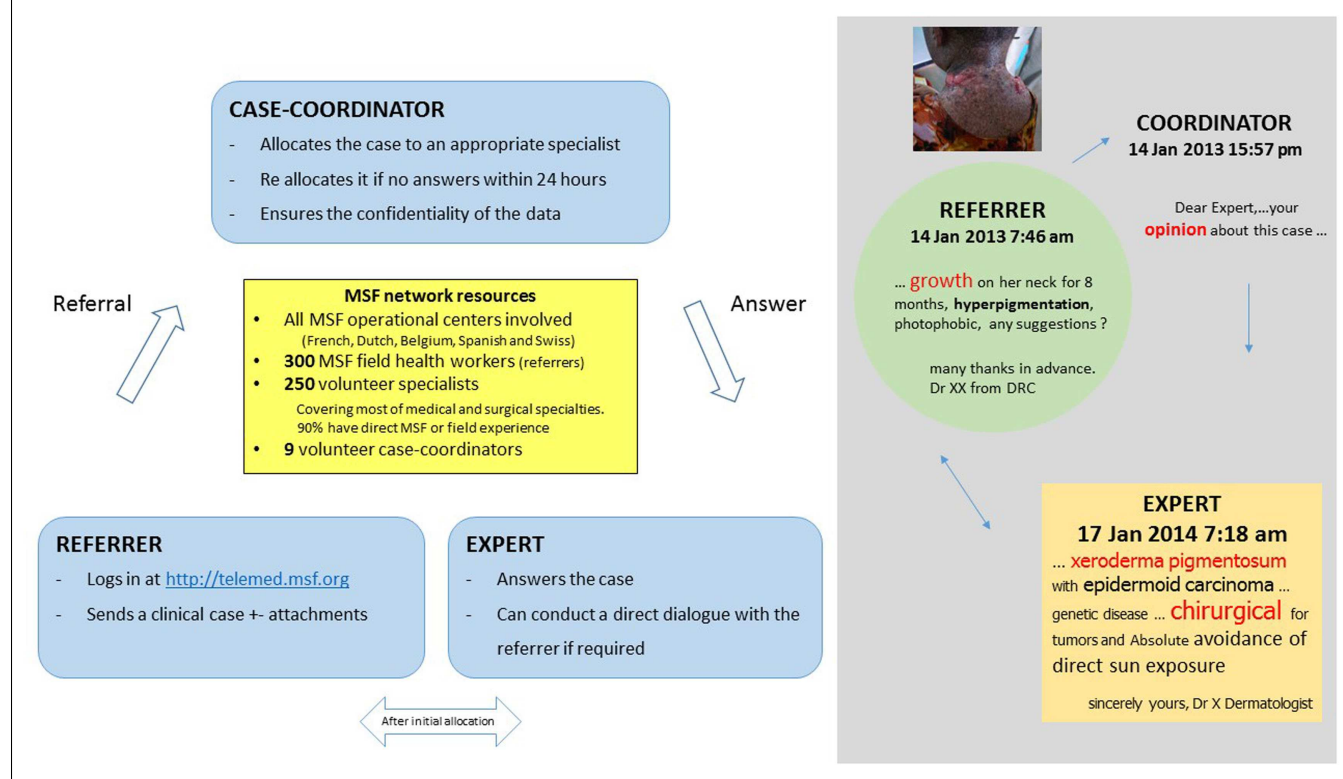 CASE-COORDINATOR
- Allocates the case to an appropriate specialist
- Re allocates it if no answers within 24 hours
- Ensures the confidentiality of the data
Referral
MSF network resources
• All MSF operational centers involved
(French, Dutch, Belgium, Spanish and Swiss)
• 300 MSF field health workers (referrers)
• 250 volunteer specialists
Covering most of medical and surgical specialties.
90% have direct MSF or field experience
• 9 volunteer case-coordinators
Answer
REFERRER
- Logs in at http://telemed.msf.org
- Sends a clinical case +- attachments
EXPERT
- Answers the case
- Can conduct a direct dialogue with the
referrer if required
After initial allocation
REFERRER
14 Jan 2013 7:46 am
... growth on her neck for 8
months, hyperpigmentation,
photophobic, any suggestions ?
many thanks in advance.
Dr XX from DRC
COORDINATOR
14 Jan 2013 15:57 pm
Dear Expert,...your
opinion about this case ...
EXPERT
17 Jan 2014 7:18 am
... xeroderma pigmentosum
with epidermoid carcinoma ...
genetic disease ... chirurgical for
tumors and Absolute avoidance of
direct sun exposure
sincerely yours, Dr X Dermatologist